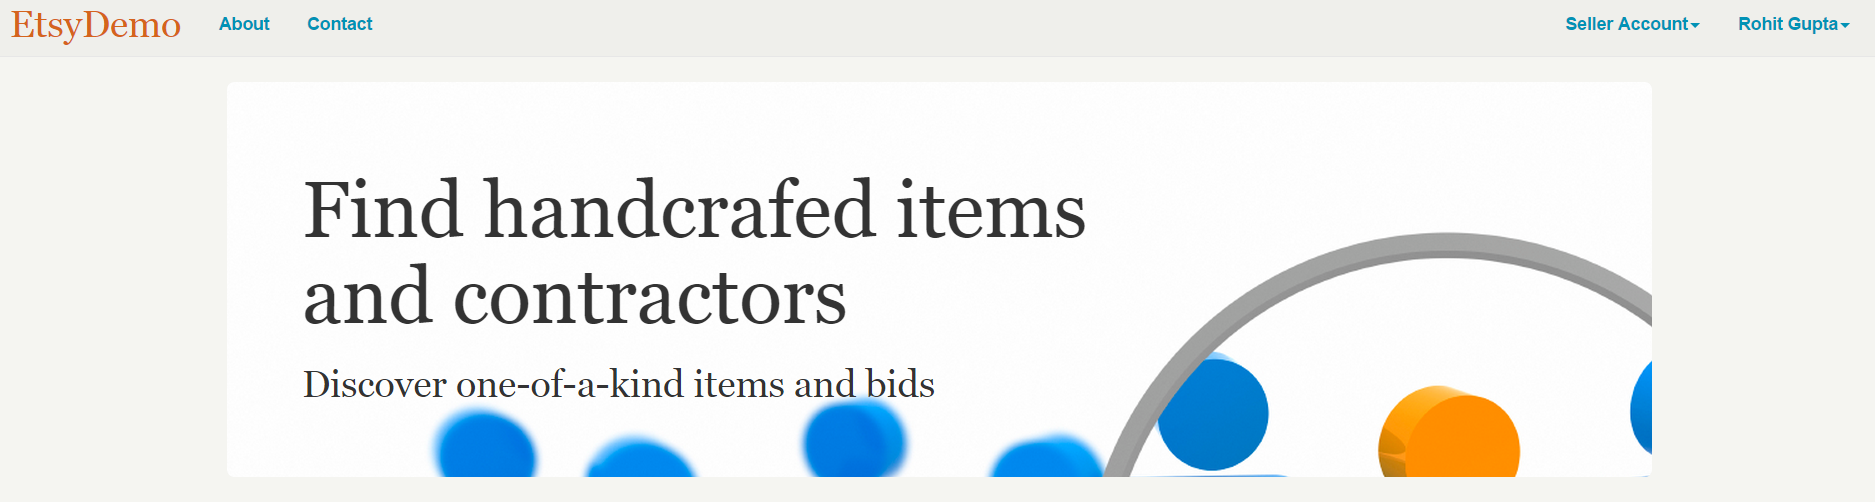 EtsyDemo About Contact Seller Account Rohit Gupta
Find handcrafed items
and contractors
Discover one-of-a-kind items and bids